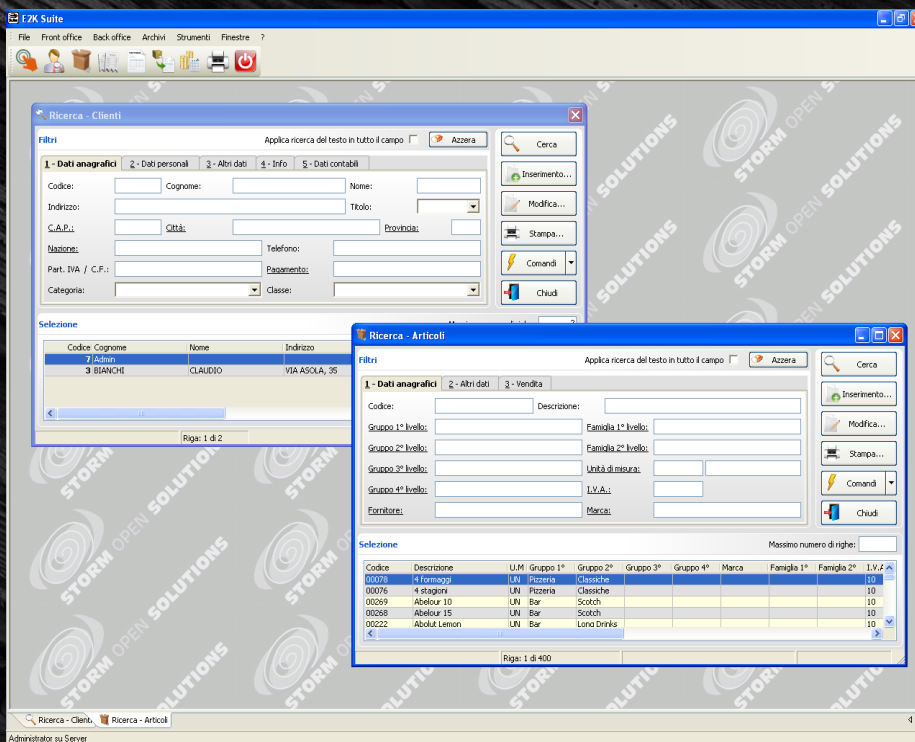 E2K Suite
File Front office Back office Archivi Strumenti Finestre ?
Ricerca - Clienti
Filtri Applica ricerca del testo in tutto il campo Azzera
1 - Dati anagrafici 2 - Dati personali 3 - Altri dati 4 - Info 5 - Dati contabili
Codice: Cognome: Nome:
Indirizzo: Titolo:
C.A.P.: Città: Provincia:
Nazione: Telefono:
Part. IVA / C.F.: Pagamento:
Categoria: Classe:
Cerca
Inserimento...
Modifica...
Stampa...
Comandi
Chiudi
Selezione
Codice Cognome Nome Indirizzo
7 Admin
3 BIANCHI CLAUDIO VIA ASOLA, 35
Riga: 1 di 2
Ricerca - Articoli
Filtri Applica ricerca del testo in tutto il campo Azzera
1 - Dati anagrafici 2 - Altri dati 3 - Vendita
Codice: Descrizione:
Gruppo 1° livello: Famiglia 1° livello:
Gruppo 2° livello: Famiglia 2° livello:
Gruppo 3° livello: Unità di misura:
Gruppo 4° livello: I.V.A.:
Fornitore: Marca:
Cerca
Inserimento...
Modifica...
Stampa...
Comandi
Chiudi
Selezione Massimo numero di righe:
Codice Descrizione U.M Gruppo 1° Gruppo 2° Gruppo 3° Gruppo 4° Marca Famiglia 1° Famiglia 2° I.V.A
00078 4 formaggi UN Pizzeria Classiche 10
00076 4 stagioni UN Pizzeria Classiche 10
00269 Abelour 10 UN Bar Scotch 10
00268 Abelour 15 UN Bar Scotch 10
00222 Abolut Lemon UN Bar Long Drinks 10
Riga: 1 di 400
STORM OPEN SOLUTIONS
Ricerca - Clienti Ricerca - Articoli
Administrator su Server